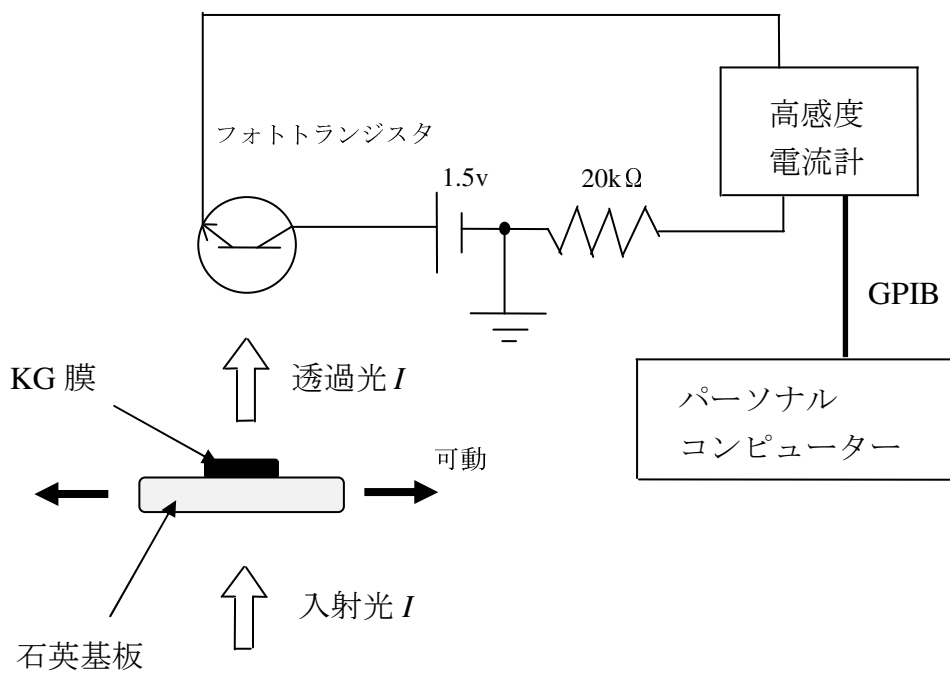 フォトトランジスタ
1.5v
20kΩ
高感度
電流計
GPIB
パーソナル
コンピューター
KG 膜
透過光 I
可動
入射光 I
石英基板